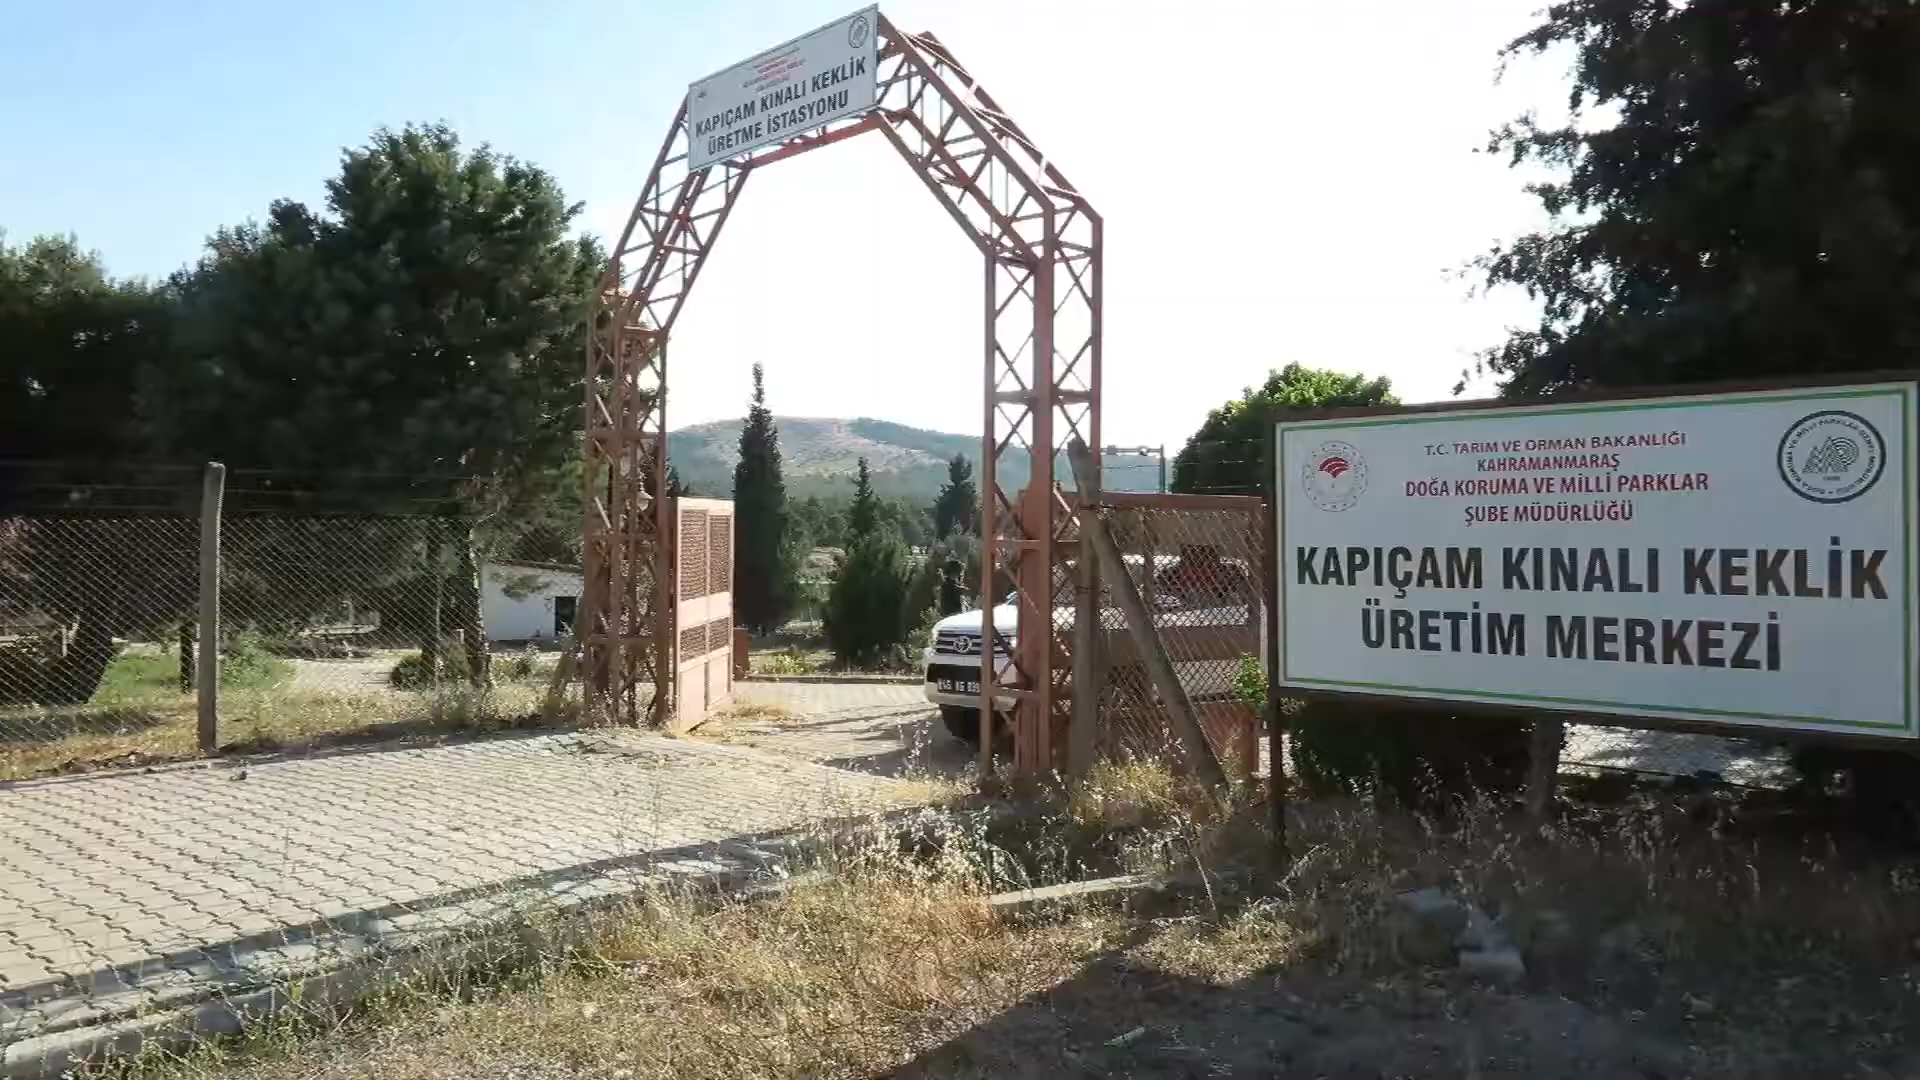 KAPIÇAM KINALI KEKLİK
ÜRETME İSTASYONU
T.C. TARIM VE ORMAN BAKANLIĞI
KAHRAMANMARAŞ
DOĞA KORUMA VE MİLLİ PARKLAR
ŞUBE MÜDÜRLÜĞÜ
KAPIÇAM KINALI KEKLİK
ÜRETİM MERKEZİ